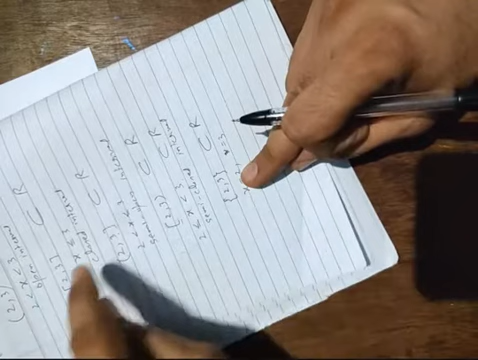 (2,3) ⊂ R
2 < x < 3
open interval
[2,3] ⊂ R
x ≤ 3
closed interval
(2,3] ⊂ R
2 < x ≤ 3
semi-open interval
[2,3) ⊂ R
2 ≤ x < 3
semi-closed interval
[2,3] ⊂ R